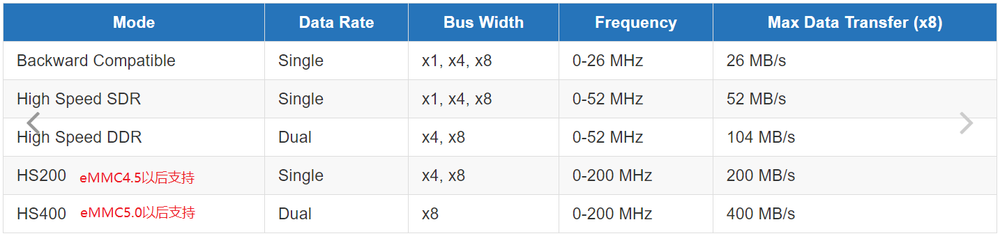 Mode Data Rate Bus Width Frequency Max Data Transfer (x8)
Backward Compatible Single x1, x4, x8 0-26 MHz 26 MB/s
High Speed SDR Single x1, x4, x8 0-52 MHz 52 MB/s
High Speed DDR Dual x4, x8 0-52 MHz 104 MB/s
HS200 eMMC4.5以后支持 Single x4, x8 0-200 MHz 200 MB/s
HS400 eMMC5.0以后支持 Dual x8 0-200 MHz 400 MB/s